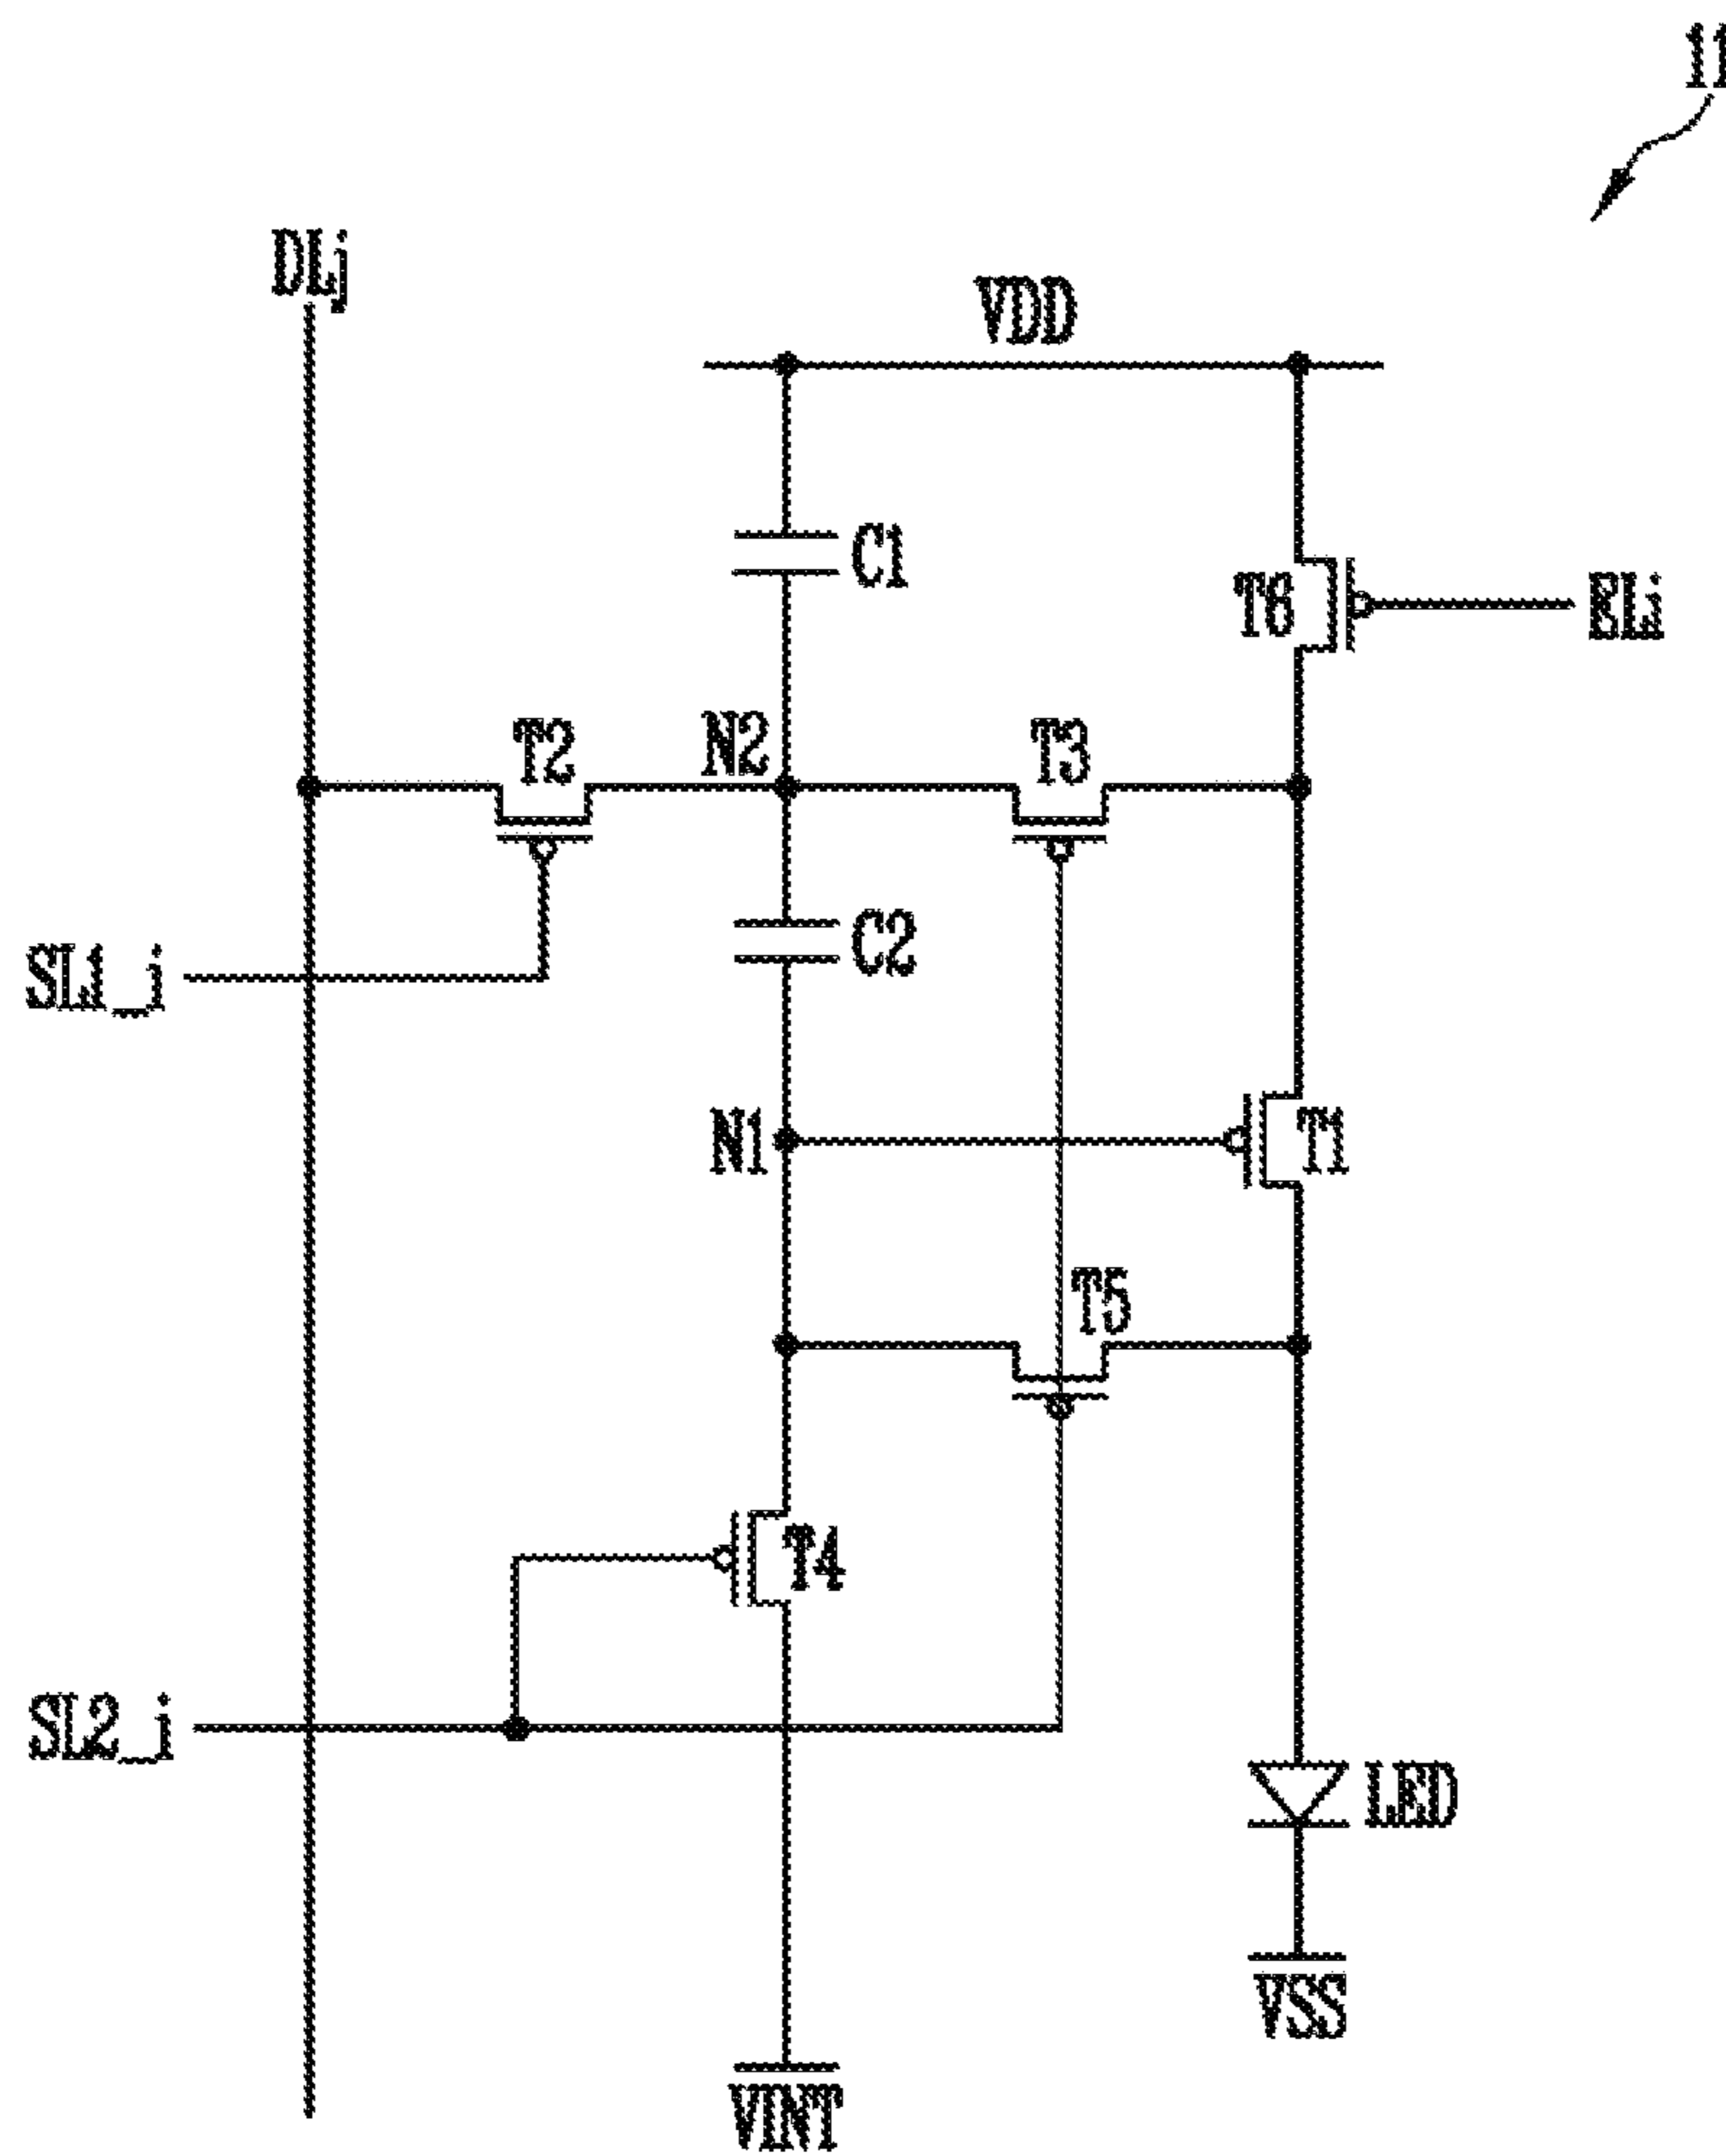 11
DLj
VDD
C1
T6
ELi
T2
N2
T3
C2
SL1_i
N1
T1
T5
T4
SL2_i
LED
VSS
VINT